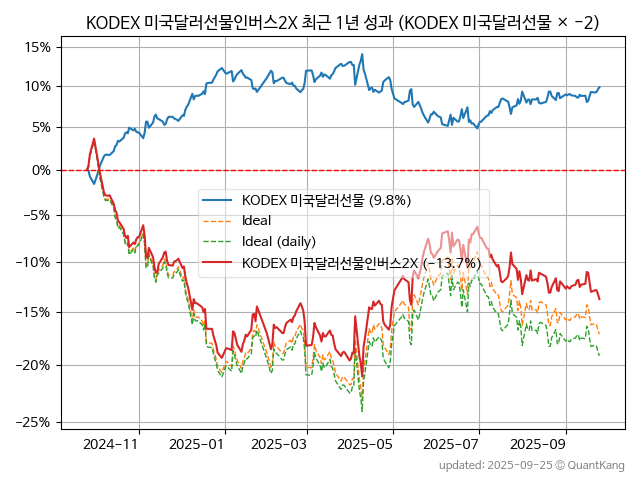 KODEX 미국달러선물인버스2X 최근 1년 성과 (KODEX 미국달러선물 × −2)
15%
10%
5%
0%
−5%
−10%
−15%
−20%
−25%
KODEX 미국달러선물 (9.8%)
Ideal
Ideal (daily)
KODEX 미국달러선물인버스2X (−13.7%)
2024-11 2025-01 2025-03 2025-05 2025-07 2025-09
updated: 2025-09-25 © QuantKang